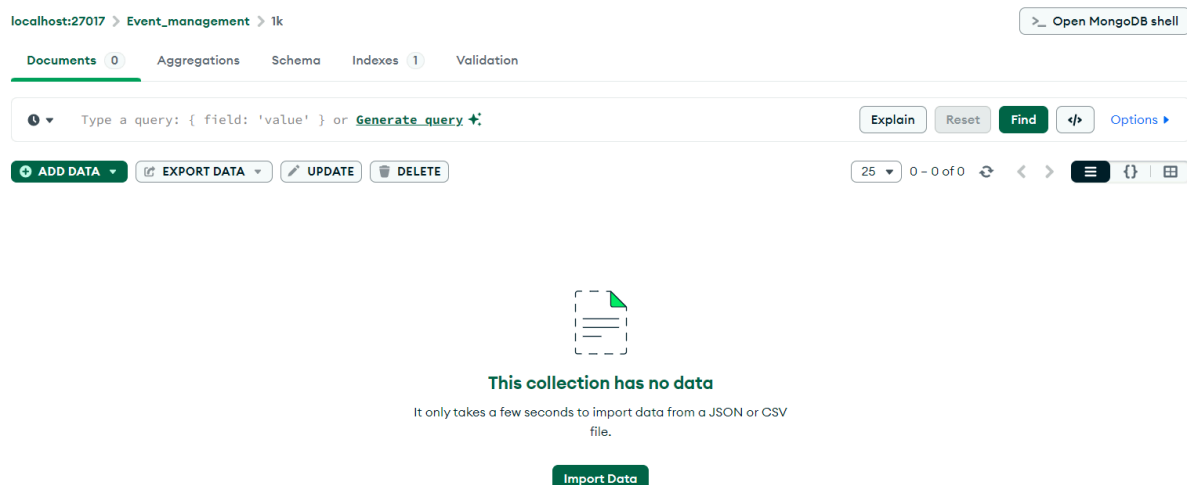 localhost:27017 > Event_management > 1k
>_ Open MongoDB shell
Documents 0 Aggregations Schema Indexes 1 Validation
Type a query: { field: 'value' } or Generate query
Explain Reset Find </> Options
ADD DATA EXPORT DATA UPDATE DELETE
25 0 – 0 of 0 {}
This collection has no data
It only takes a few seconds to import data from a JSON or CSV
file.
Import Data